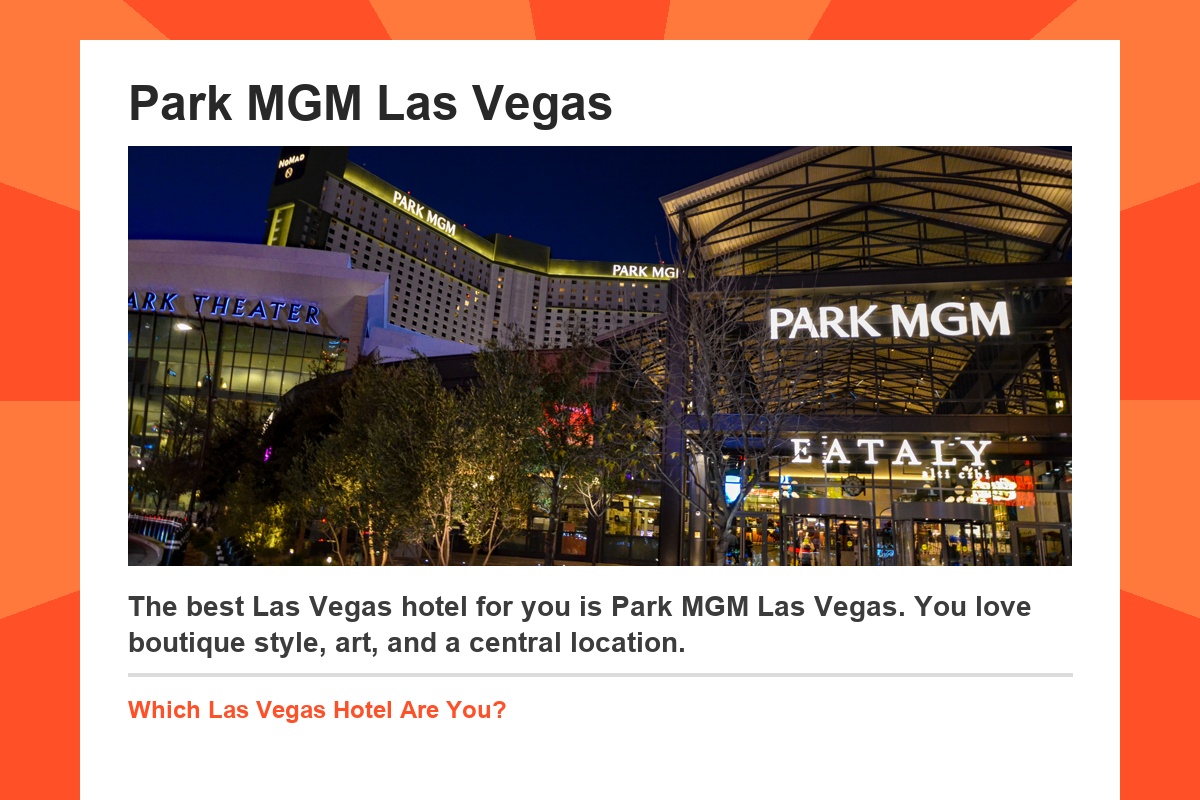 Park MGM Las Vegas
NOMAD
PARK MGM
PARK MGM
ARK THEATER
PARK MGM
EATALY
alti cibi
The best Las Vegas hotel for you is Park MGM Las Vegas. You love
boutique style, art, and a central location.
Which Las Vegas Hotel Are You?